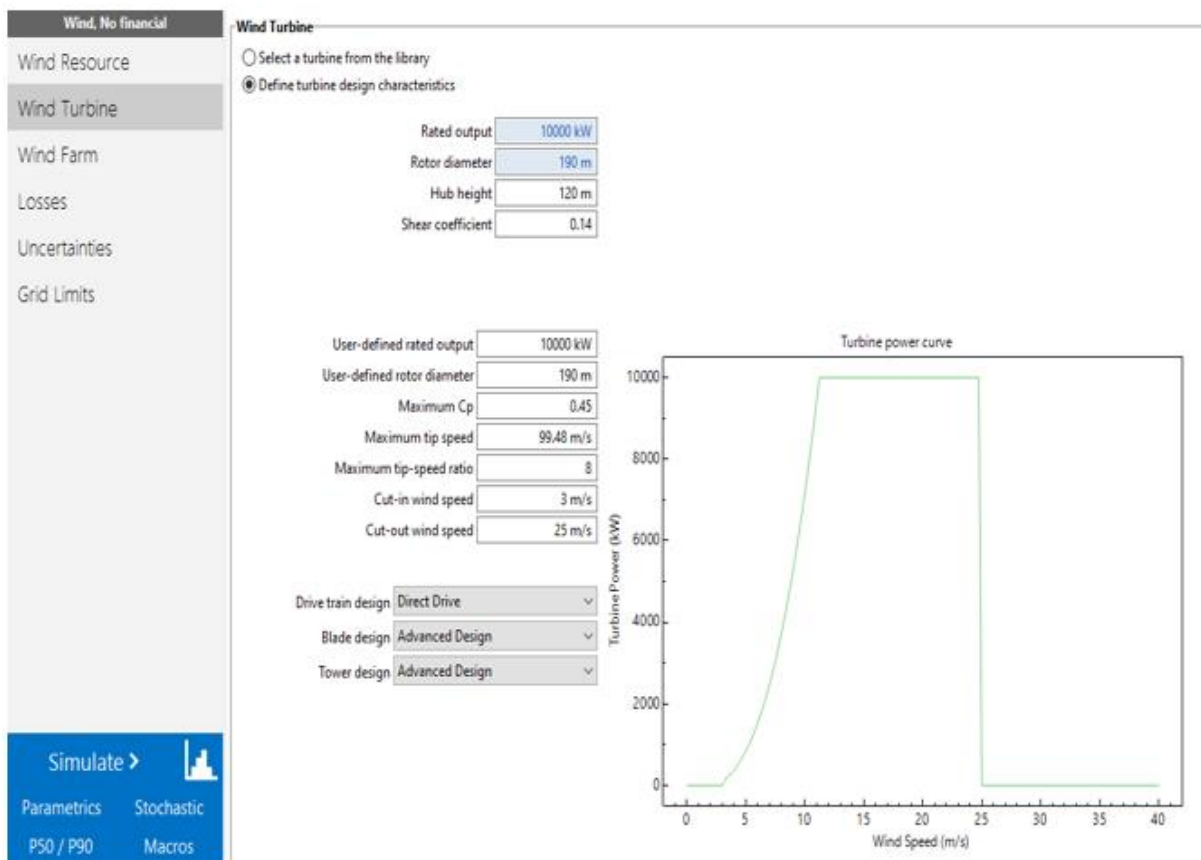 Wind, No financial
Wind Resource
Wind Turbine
Wind Farm
Losses
Uncertainties
Grid Limits
Simulate >
Parametrics Stochastic
P50 / P90 Macros
Wind Turbine
Select a turbine from the library
Define turbine design characteristics
Rated output 10000 kW
Rotor diameter 190 m
Hub height 120 m
Shear coefficient 0.14
User-defined rated output 10000 kW
User-defined rotor diameter 190 m
Maximum Cp 0.45
Maximum tip speed 99.48 m/s
Maximum tip-speed ratio 8
Cut-in wind speed 3 m/s
Cut-out wind speed 25 m/s
Drive train design Direct Drive
Blade design Advanced Design
Tower design Advanced Design
Turbine power curve
Turbine Power (kW)
10000
8000
6000
4000
2000
0
0 5 10 15 20 25 30 35 40
Wind Speed (m/s)